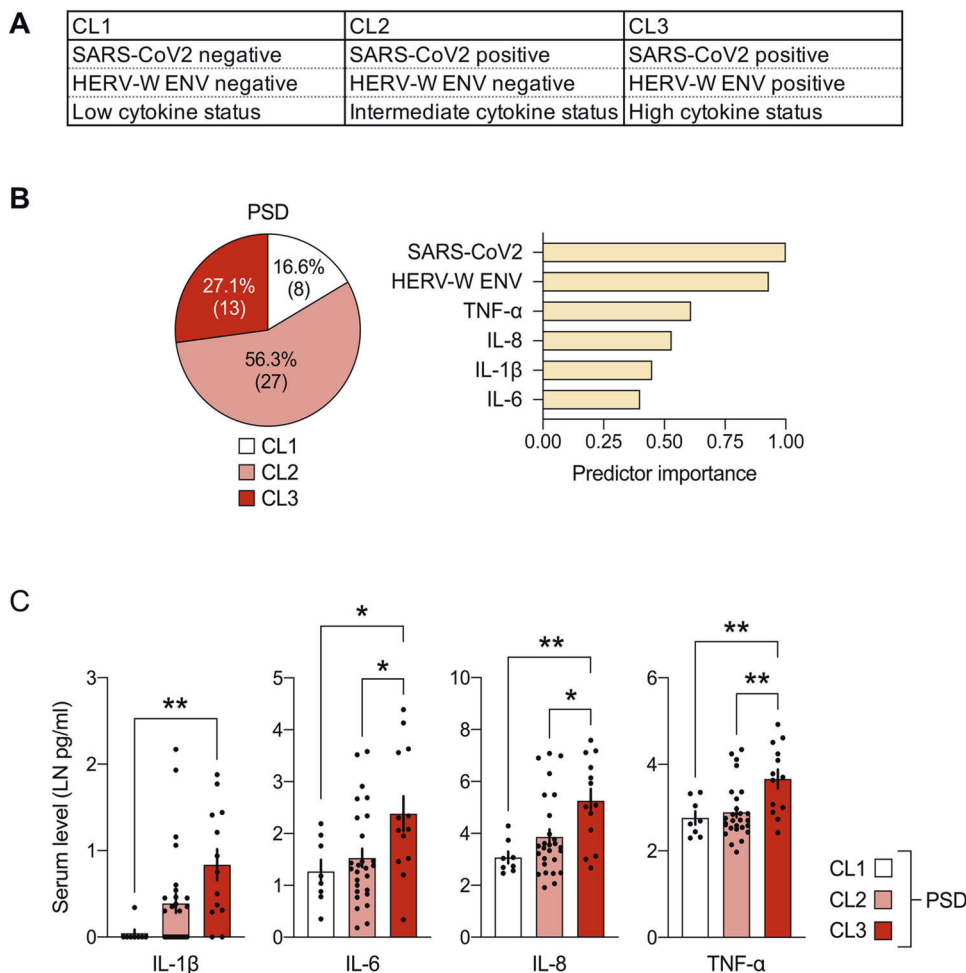 A
CL1 CL2 CL3
SARS-CoV2 negative SARS-CoV2 positive SARS-CoV2 positive
HERV-W ENV negative HERV-W ENV negative HERV-W ENV positive
Low cytokine status Intermediate cytokine status High cytokine status
B
PSD
16.6%
(8)
27.1%
(13)
56.3%
(27)
CL1
CL2
CL3
SARS-CoV2
HERV-W ENV
TNF-α
IL-8
IL-1β
IL-6
0.00 0.25 0.50 0.75 1.00
Predictor importance
C
Serum level (LN pg/ml)
3
2
1
0
**
IL-1β
5
4
3
2
1
0
*
*
IL-6
10
8
6
4
2
0
**
*
IL-8
6
4
2
0
**
**
TNF-α
CL1
CL2
CL3
PSD